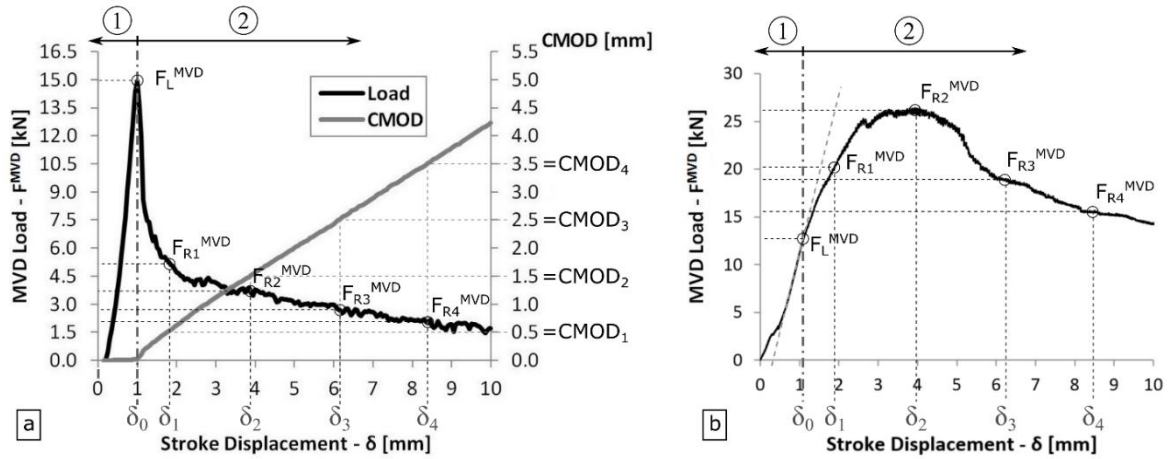 ① ②
MVD Load - F^MVD [kN]
16.5
15.0
13.5
12.0
10.5
9.0
7.5
6.0
4.5
3.0
1.5
0.0
CMOD [mm]
5.5
5.0
4.5
4.0
3.5 =CMOD₄
3.0
2.5 =CMOD₃
2.0
1.5 =CMOD₂
1.0
0.5 =CMOD₁
0.0
F_L^MVD
Load
CMOD
F_R1^MVD
F_R2^MVD
F_R3^MVD
F_R4^MVD
0 1 2 3 4 5 6 7 8 9 10
δ₀ δ₁ δ₂ δ₃ δ₄
a
Stroke Displacement - δ [mm]
① ②
MVD Load - F^MVD [kN]
30
25
20
15
10
5
0
F_R2^MVD
F_R1^MVD
F_R3^MVD
F_R4^MVD
F_L^MVD
0 1 2 3 4 5 6 7 8 9 10
δ₀ δ₁ δ₂ δ₃ δ₄
b
Stroke Displacement - δ [mm]